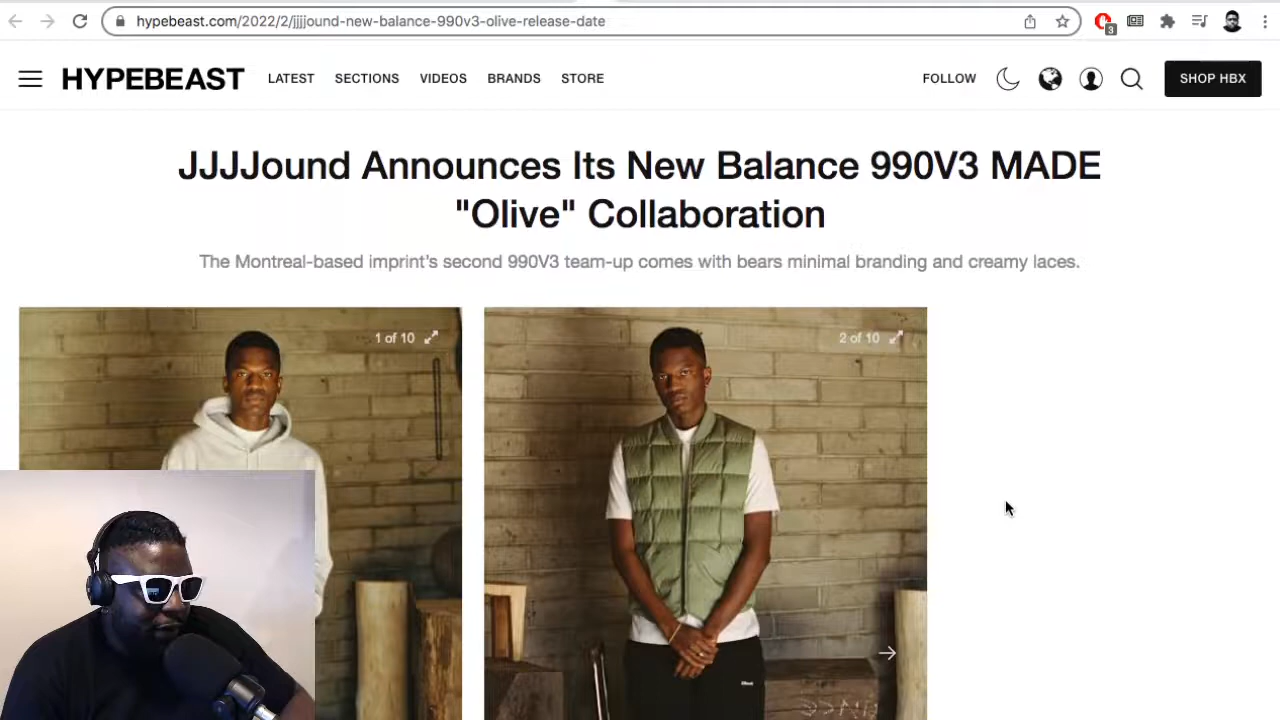 hypebeast.com/2022/2/jjjjound-new-balance-990v3-olive-release-date
3
HYPEBEAST LATEST SECTIONS VIDEOS BRANDS STORE FOLLOW SHOP HBX
JJJJound Announces Its New Balance 990V3 MADE
"Olive" Collaboration
The Montreal-based imprint's second 990V3 team-up comes with bears minimal branding and creamy laces.
1 of 10
2 of 10